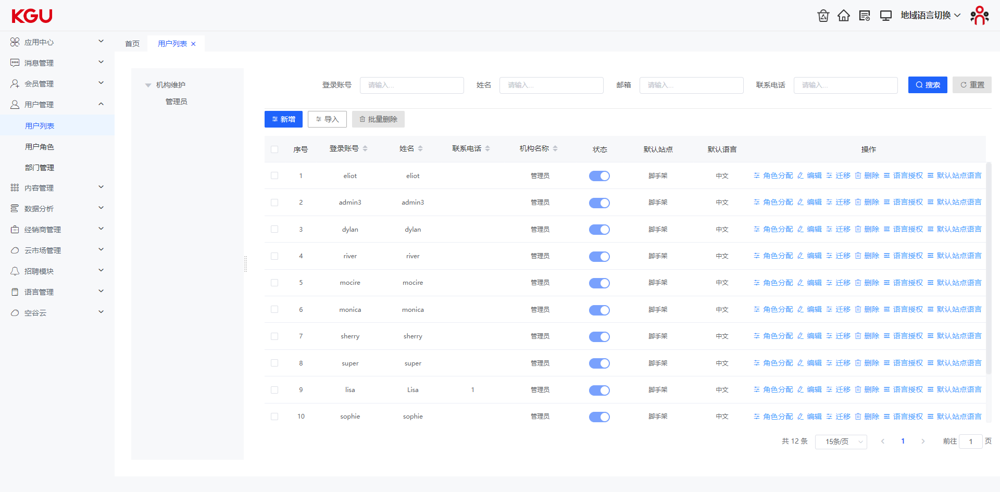 KGU
地域语言切换
应用中心
消息管理
会员管理
用户管理
用户列表
用户角色
部门管理
内容管理
数据分析
经销商管理
云市场管理
招聘模块
语言管理
空谷云
首页 用户列表
机构维护
管理员
登录账号 请输入... 姓名 请输入... 邮箱 请输入... 联系电话 请输入... 搜索 重置
新增 导入 批量删除
序号 登录账号 姓名 联系电话 机构名称 状态 默认站点 默认语言 操作
1 eliot eliot 管理员 脚手架 中文 角色分配 编辑 迁移 删除 语言授权 默认站点语言
2 admin3 admin3 管理员 脚手架 中文 角色分配 编辑 迁移 删除 语言授权 默认站点语言
3 dylan dylan 管理员 脚手架 中文 角色分配 编辑 迁移 删除 语言授权 默认站点语言
4 river river 管理员 脚手架 中文 角色分配 编辑 迁移 删除 语言授权 默认站点语言
5 mocire mocire 管理员 脚手架 中文 角色分配 编辑 迁移 删除 语言授权 默认站点语言
6 monica monica 管理员 脚手架 中文 角色分配 编辑 迁移 删除 语言授权 默认站点语言
7 sherry sherry 管理员 脚手架 中文 角色分配 编辑 迁移 删除 语言授权 默认站点语言
8 super super 管理员 脚手架 中文 角色分配 编辑 迁移 删除 语言授权 默认站点语言
9 lisa Lisa 1 管理员 脚手架 中文 角色分配 编辑 迁移 删除 语言授权 默认站点语言
10 sophie sophie 管理员 脚手架 中文 角色分配 编辑 迁移 删除 语言授权 默认站点语言
共 12 条 15条/页 1 前往 1 页